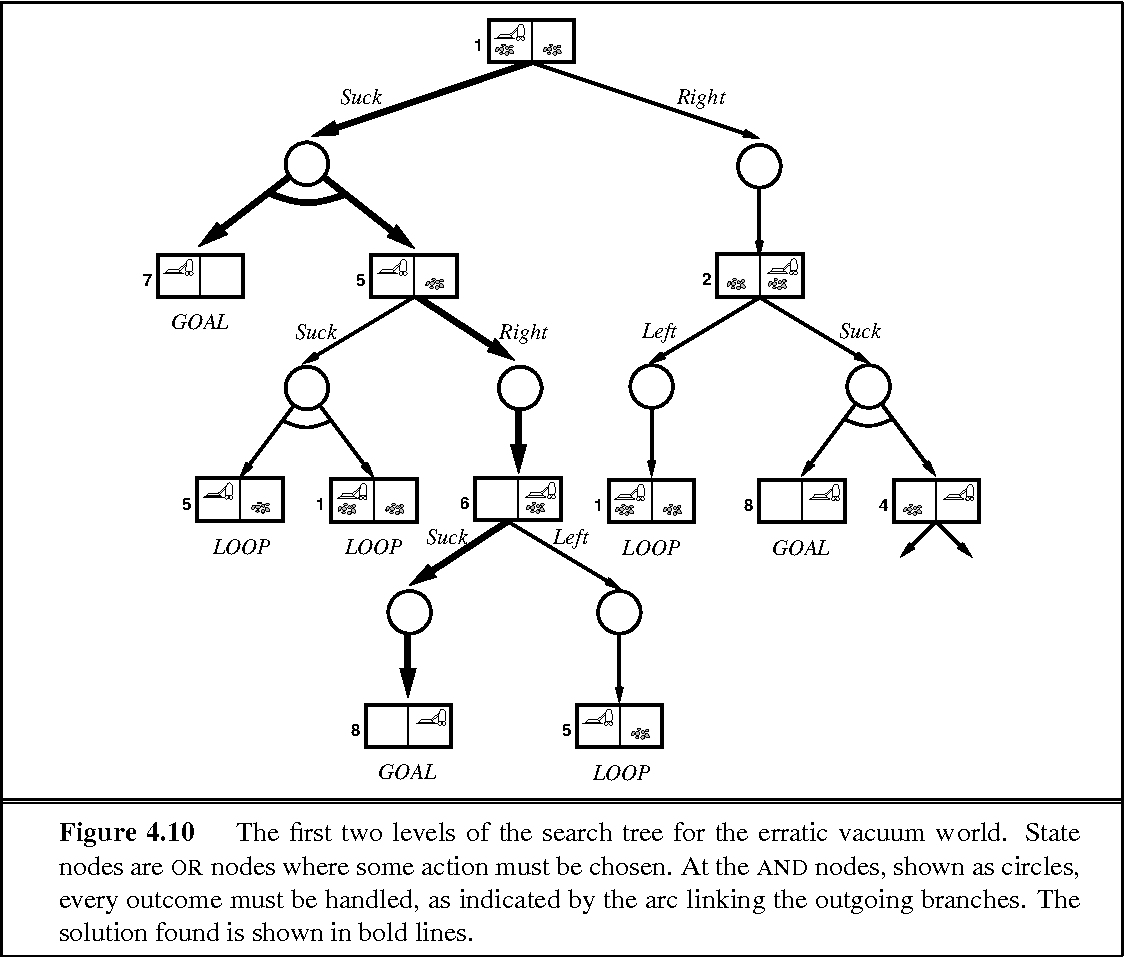 1
Suck Right
7 5 2
GOAL
Suck Right Left Suck
5 1 6 1 8 4
LOOP LOOP LOOP GOAL
Suck Left
8 5
GOAL LOOP
Figure 4.10 The first two levels of the search tree for the erratic vacuum world. State
nodes are OR nodes where some action must be chosen. At the AND nodes, shown as circles,
every outcome must be handled, as indicated by the arc linking the outgoing branches. The
solution found is shown in bold lines.